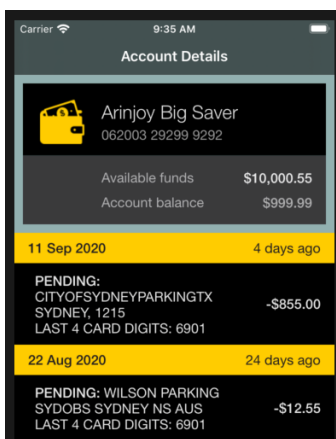 Carrier 9:35 AM
Account Details
Arinjoy Big Saver
062003 29299 9292
Available funds $10,000.55
Account balance $999.99
11 Sep 2020 4 days ago
PENDING:
CITYOFSYDNEYPARKINGTX
SYDNEY, 1215
LAST 4 CARD DIGITS: 6901
-$855.00
22 Aug 2020 24 days ago
PENDING: WILSON PARKING
SYDOBS SYDNEY NS AUS
LAST 4 CARD DIGITS: 6901
-$12.55